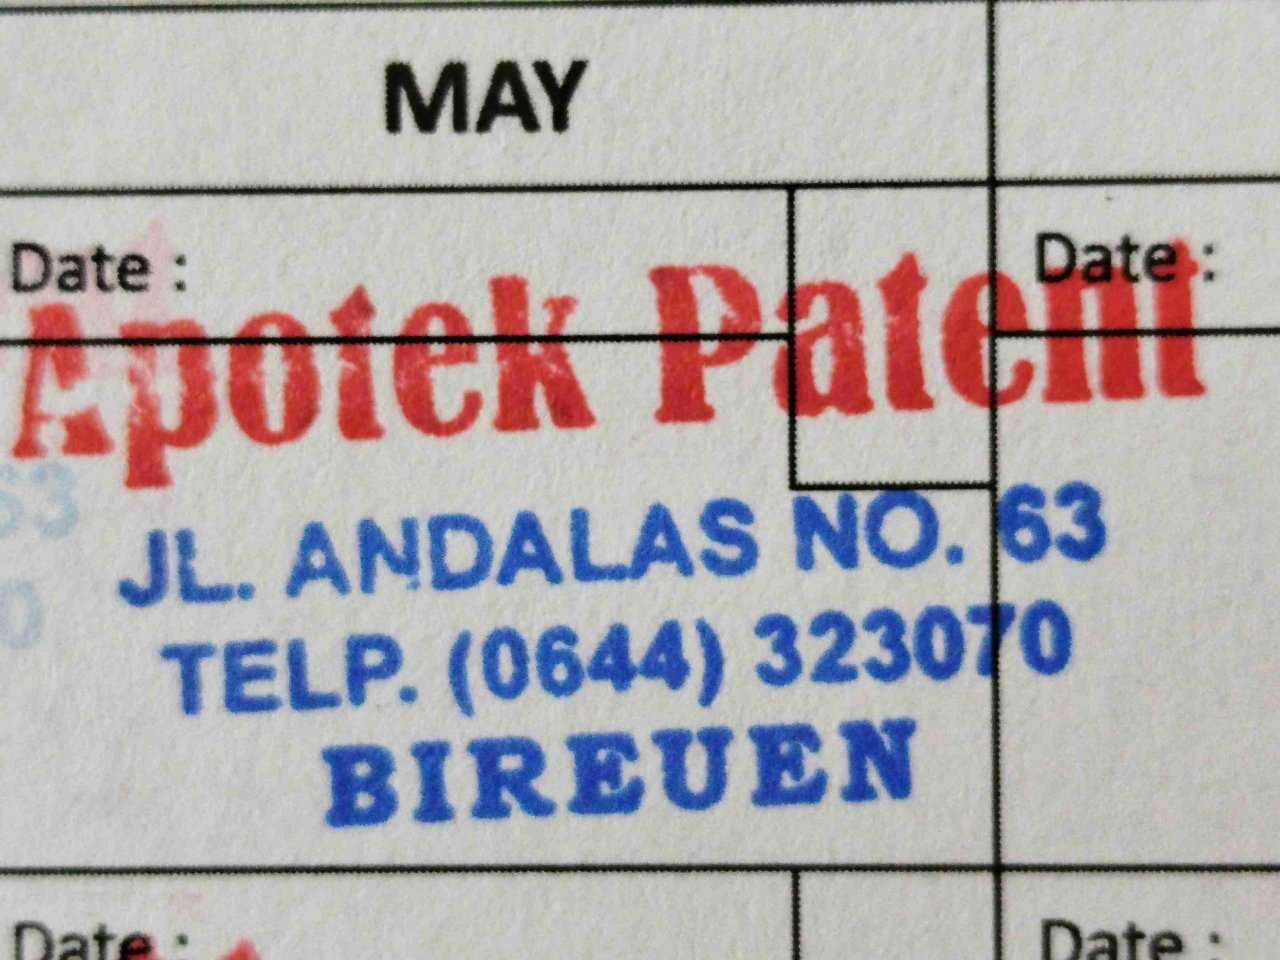 MAY
Date :
Date :
Apotek Patent
JL. ANDALAS NO. 63
TELP. (0644) 323070
BIREUEN
Date :
Date :